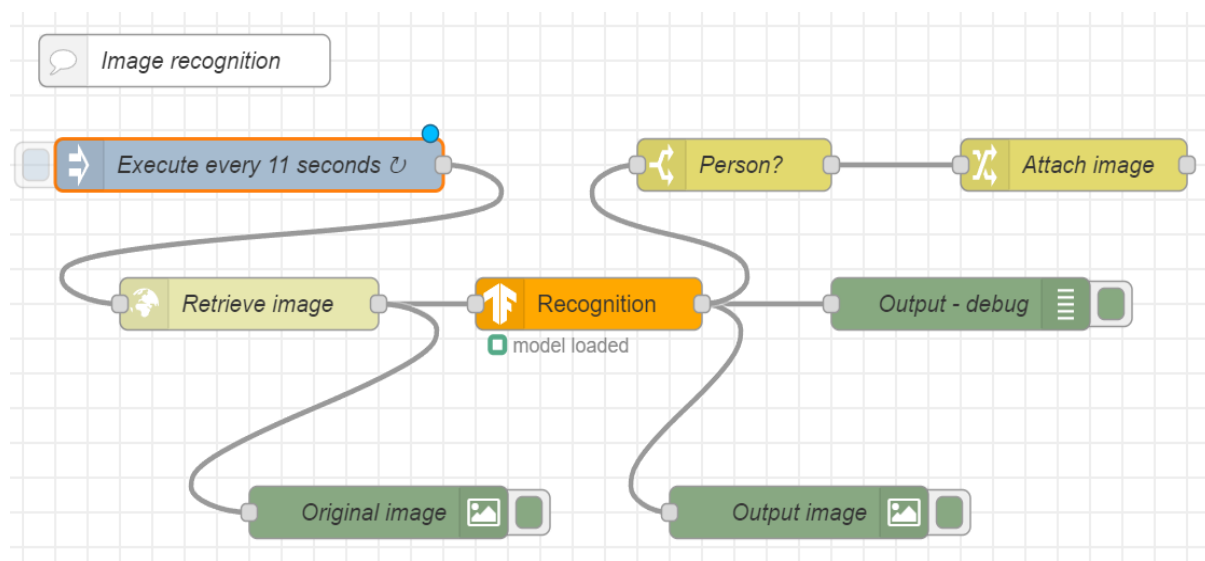 Image recognition
Execute every 11 seconds ↻
Person?
Attach image
Retrieve image
Recognition
Output - debug
model loaded
Original image
Output image